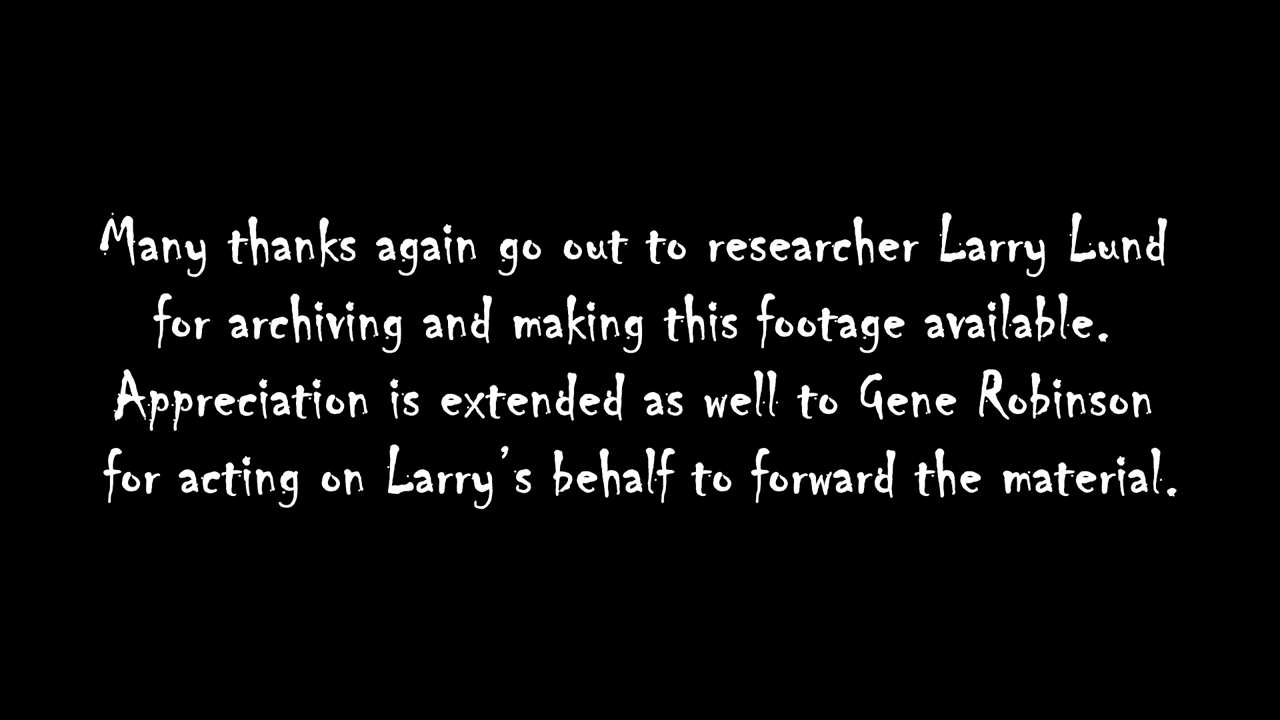 Many thanks again go out to researcher Larry Lund
for archiving and making this footage available.
Appreciation is extended as well to Gene Robinson
for acting on Larry's behalf to forward the material.